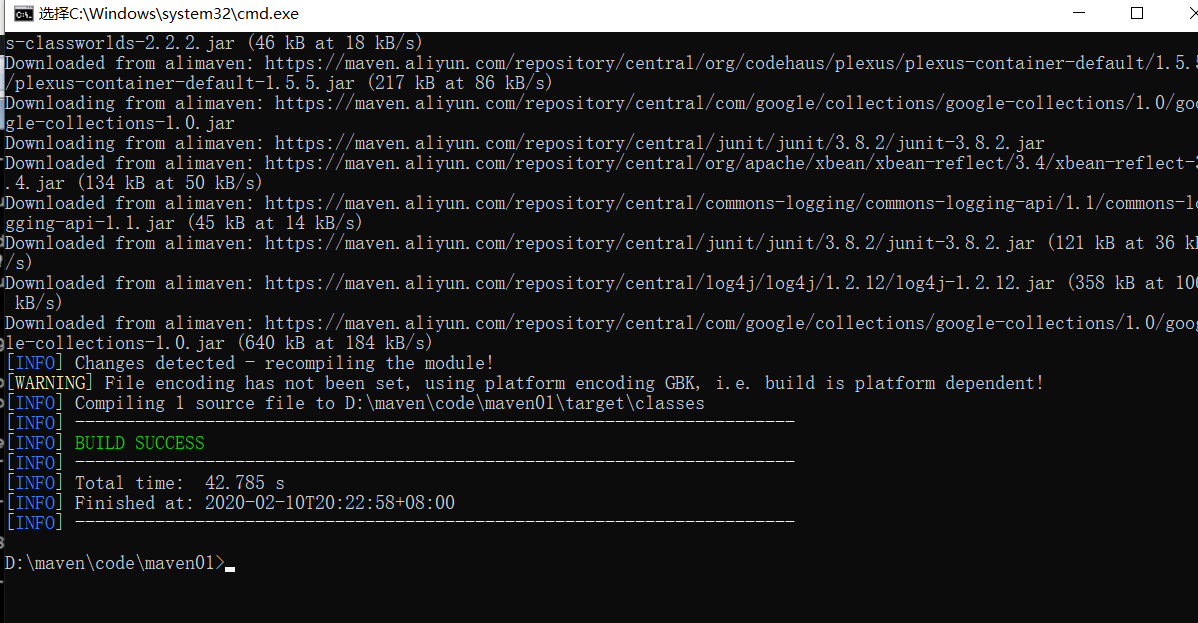 选择C:\Windows\system32\cmd.exe
s-classworlds-2.2.2.jar (46 kB at 18 kB/s)
Downloaded from alimaven: https://maven.aliyun.com/repository/central/org/codehaus/plexus/plexus-container-default/1.5.5
/plexus-container-default-1.5.5.jar (217 kB at 86 kB/s)
Downloading from alimaven: https://maven.aliyun.com/repository/central/com/google/collections/google-collections/1.0/goo
gle-collections-1.0.jar
Downloading from alimaven: https://maven.aliyun.com/repository/central/junit/junit/3.8.2/junit-3.8.2.jar
Downloaded from alimaven: https://maven.aliyun.com/repository/central/org/apache/xbean/xbean-reflect/3.4/xbean-reflect-3
.4.jar (134 kB at 50 kB/s)
Downloaded from alimaven: https://maven.aliyun.com/repository/central/commons-logging/commons-logging-api/1.1/commons-lo
gging-api-1.1.jar (45 kB at 14 kB/s)
Downloaded from alimaven: https://maven.aliyun.com/repository/central/junit/junit/3.8.2/junit-3.8.2.jar (121 kB at 36 kB
/s)
Downloaded from alimaven: https://maven.aliyun.com/repository/central/log4j/log4j/1.2.12/log4j-1.2.12.jar (358 kB at 106
kB/s)
Downloaded from alimaven: https://maven.aliyun.com/repository/central/com/google/collections/google-collections/1.0/goog
le-collections-1.0.jar (640 kB at 184 kB/s)
[INFO] Changes detected - recompiling the module!
[WARNING] File encoding has not been set, using platform encoding GBK, i.e. build is platform dependent!
[INFO] Compiling 1 source file to D:\maven\code\maven01\target\classes
[INFO] ------------------------------------------------------------------------
[INFO] BUILD SUCCESS
[INFO] ------------------------------------------------------------------------
[INFO] Total time:  42.785 s
[INFO] Finished at: 2020-02-10T20:22:58+08:00
[INFO] ------------------------------------------------------------------------
D:\maven\code\maven01>